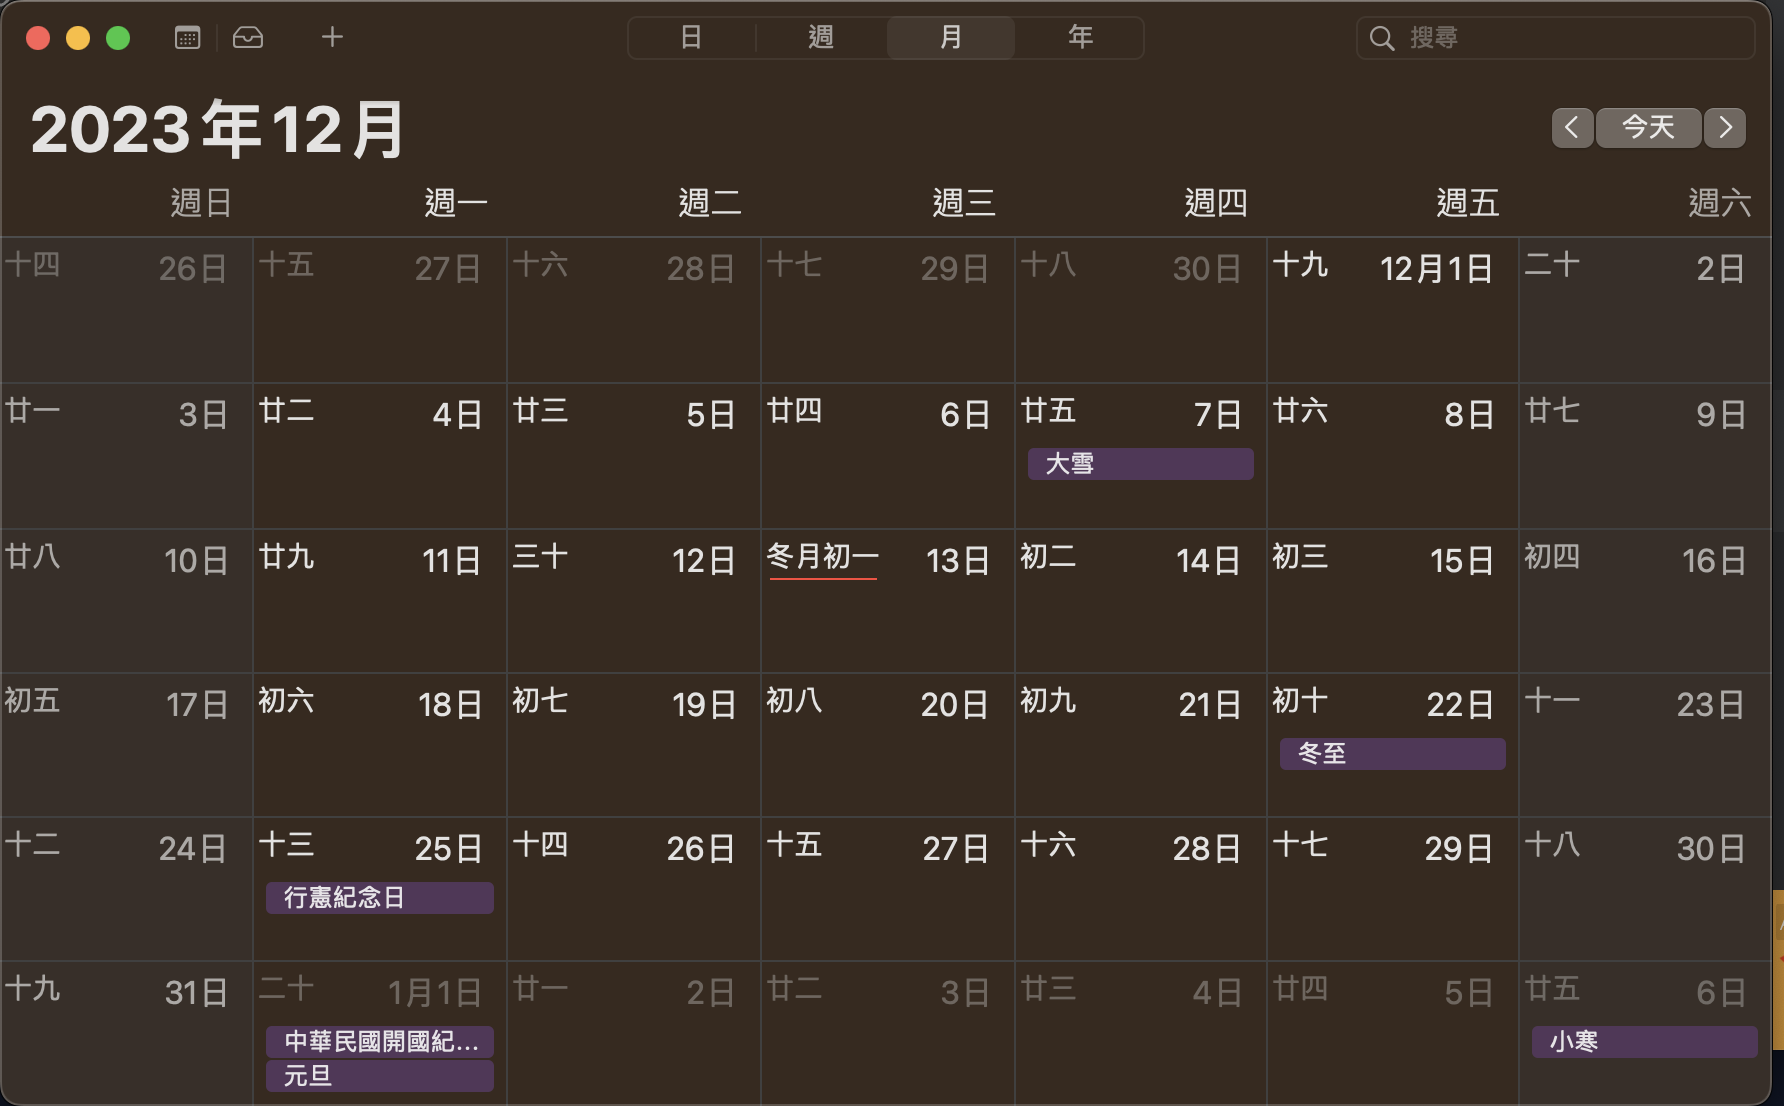 日 週 月 年 搜尋
2023年12月
今天
週日 週一 週二 週三 週四 週五 週六
十四 26日 十五 27日 十六 28日 十七 29日 十八 30日 十九 12月1日 二十 2日
廿一 3日 廿二 4日 廿三 5日 廿四 6日 廿五 7日 廿六 8日 廿七 9日
大雪
廿八 10日 廿九 11日 三十 12日 冬月初一 13日 初二 14日 初三 15日 初四 16日
初五 17日 初六 18日 初七 19日 初八 20日 初九 21日 初十 22日 十一 23日
冬至
十二 24日 十三 25日 十四 26日 十五 27日 十六 28日 十七 29日 十八 30日
行憲紀念日
十九 31日 二十 1月1日 廿一 2日 廿二 3日 廿三 4日 廿四 5日 廿五 6日
中華民國開國紀... 小寒
元旦